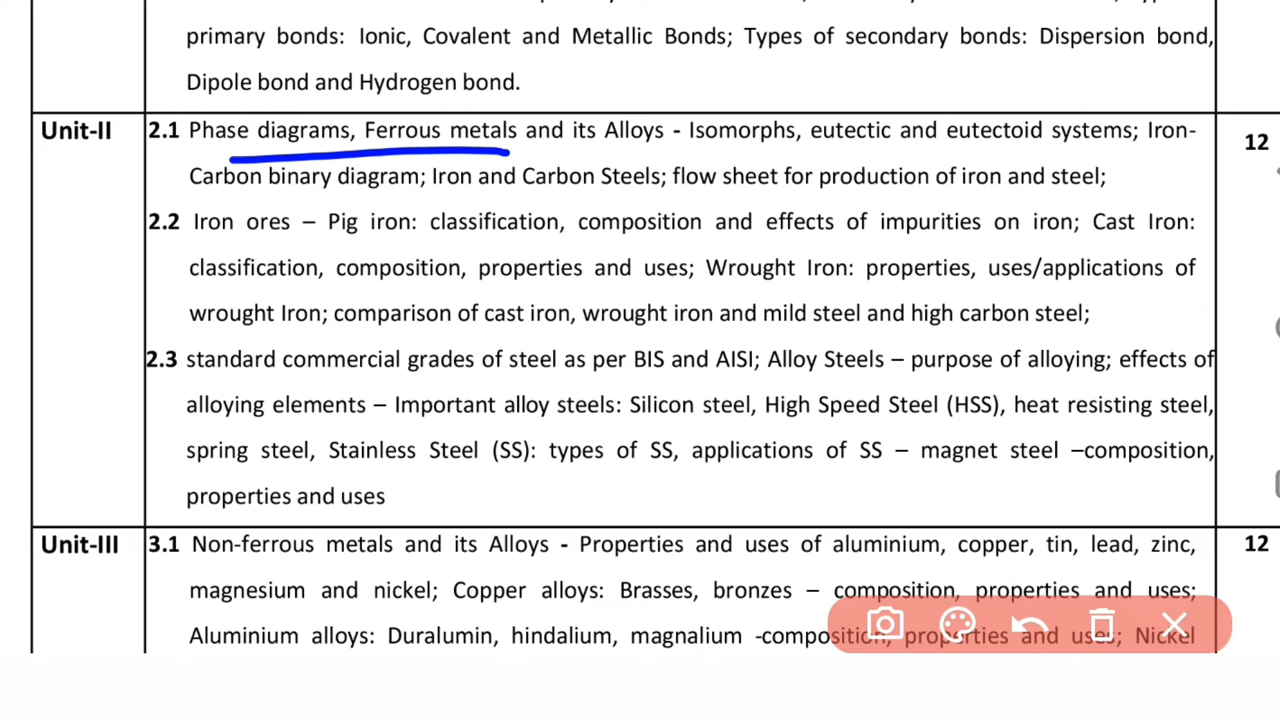 primary bonds: Ionic, Covalent and Metallic Bonds; Types of secondary bonds: Dispersion bond,
Dipole bond and Hydrogen bond.
Unit-II 2.1 Phase diagrams, Ferrous metals and its Alloys - Isomorphs, eutectic and eutectoid systems; Iron- 12
Carbon binary diagram; Iron and Carbon Steels; flow sheet for production of iron and steel;
2.2 Iron ores – Pig iron: classification, composition and effects of impurities on iron; Cast Iron:
classification, composition, properties and uses; Wrought Iron: properties, uses/applications of
wrought Iron; comparison of cast iron, wrought iron and mild steel and high carbon steel;
2.3 standard commercial grades of steel as per BIS and AISI; Alloy Steels – purpose of alloying; effects of
alloying elements – Important alloy steels: Silicon steel, High Speed Steel (HSS), heat resisting steel,
spring steel, Stainless Steel (SS): types of SS, applications of SS – magnet steel –composition,
properties and uses
Unit-III 3.1 Non-ferrous metals and its Alloys - Properties and uses of aluminium, copper, tin, lead, zinc, 12
magnesium and nickel; Copper alloys: Brasses, bronzes – composition, properties and uses;
Aluminium alloys: Duralumin, hindalium, magnalium -composition, properties and uses; Nickel